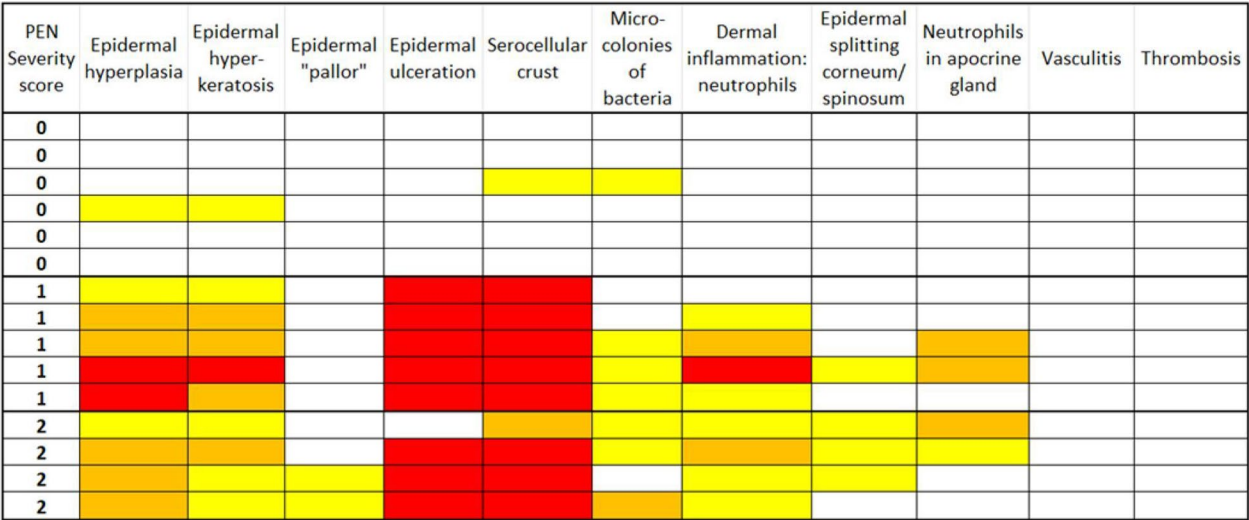 PEN Severity score
Epidermal hyperplasia
Epidermal hyper-keratosis
Epidermal "pallor"
Epidermal ulceration
Serocellular crust
Micro-colonies of bacteria
Dermal inflammation: neutrophils
Epidermal splitting corneum/ spinosum
Neutrophils in apocrine gland
Vasculitis
Thrombosis
0
0
0
0
0
0
1
1
1
1
1
2
2
2
2